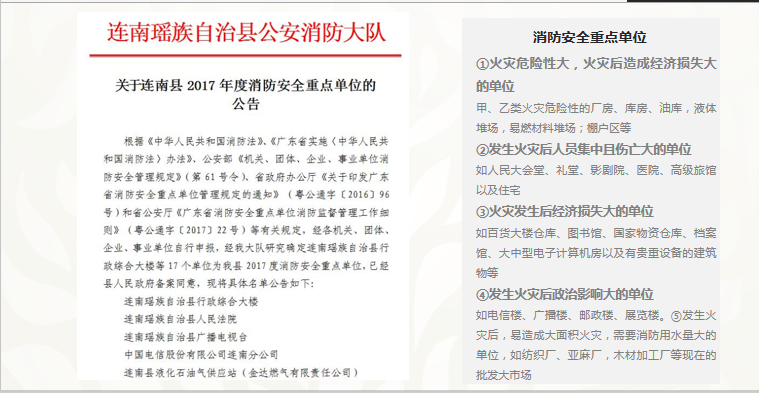 连南瑶族自治县公安消防大队
关于连南县 2017 年度消防安全重点单位的
公告
根据《中华人民共和国消防法》、《广东省实施〈中华人民共
和国消防法〉办法》、公安部《机关、团体、企业、事业单位消防
安全管理规定》（第 61 号令）、省政府办公厅《关于印发广东
省消防安全重点单位管理规定的通知》（粤公通字〔2016〕96
号）和省公安厅《广东省消防安全重点单位消防监督管理工作细
则》（粤公通字〔2017〕22 号）等有关规定，经各机关、团体、
企业、事业单位自行申报，经我大队研究确定连南瑶族自治县行
政综合大楼等 17 个单位为我县 2017 度消防安全重点单位，已经
县人民政府备案同意，现将具体名单公告如下：
连南瑶族自治县行政综合大楼
连南瑶族自治县人民法院
连南瑶族自治县广播电视台
中国电信股份有限公司连南分公司
连南县液化石油气供应站（金达燃气有限责任公司）
消防安全重点单位
①火灾危险性大，火灾后造成经济损失大
的单位
甲、乙类火灾危险性的厂房、库房、油库，液体
堆场，易燃材料堆场；棚户区等
②发生火灾后人员集中且伤亡大的单位
如人民大会堂、礼堂、影剧院、医院、高级旅馆
以及住宅
③火灾发生后经济损失大的单位
如百货大楼仓库、图书馆、国家物资仓库、档案
馆、大中型电子计算机房以及有贵重设备的建筑
物等
④发生火灾后政治影响大的单位
如电信楼、广播楼、邮政楼、展览楼。⑤发生火
灾后，易造成大面积火灾，需要消防用水量大的
单位，如纺织厂、亚麻厂，木材加工厂等现在的
批发大市场